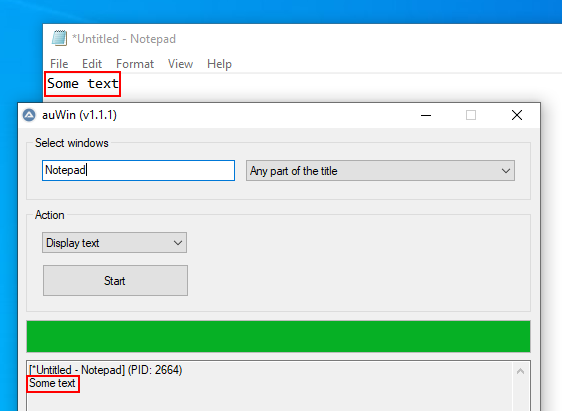 *Untitled - Notepad
File Edit Format View Help
Some text
auWin (v1.1.1)
Select windows
Notepad Any part of the title
Action
Display text
Start
[*Untitled - Notepad] (PID: 2664)
Some text